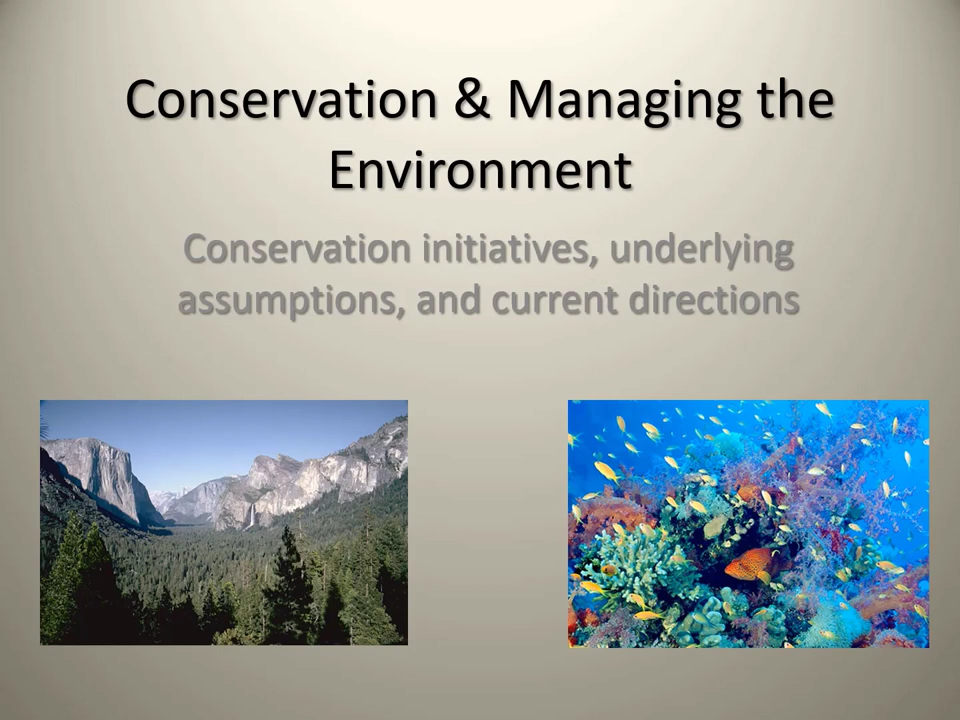 Conservation & Managing the
Environment
Conservation initiatives, underlying
assumptions, and current directions